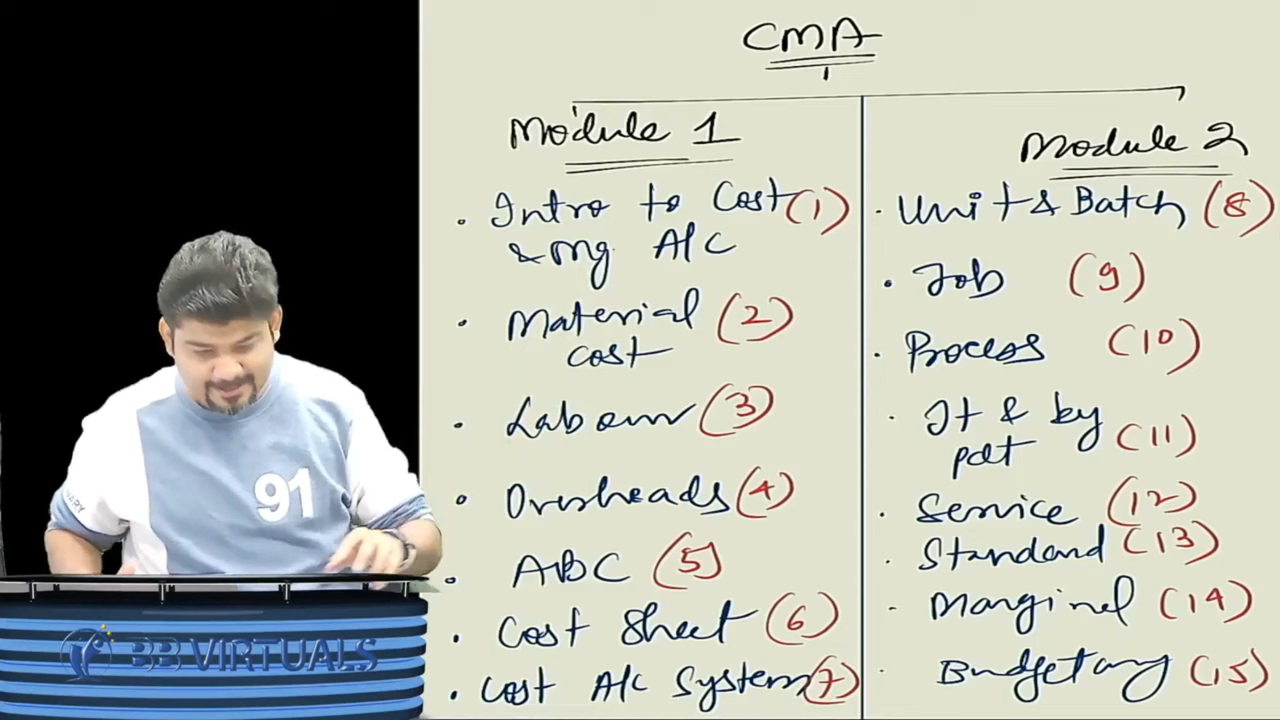 CMA
Module 1
. Intro to Cost (1)
& Mg. A/C
. Material (2)
cost
. Labour (3)
. Overheads (4)
. ABC (5)
. Cost Sheet (6)
. Cost A/c System (7)
Module 2
. Unit & Batch (8)
. Job (9)
. Process (10)
. Jt & by
pdt (11)
. Service (12)
. Standard (13)
. Marginal (14)
. Budgetary (15)
91
NARY
BB VIRTUALS